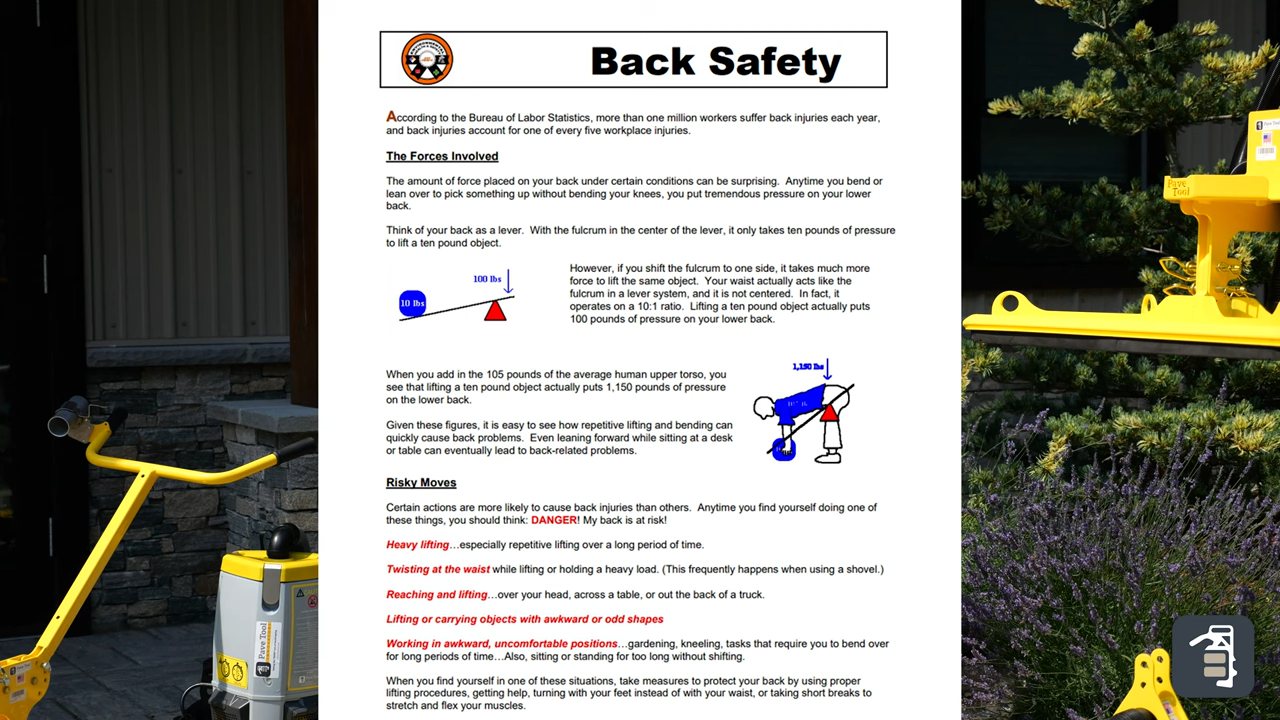 Back Safety
According to the Bureau of Labor Statistics, more than one million workers suffer back injuries each year,
and back injuries account for one of every five workplace injuries.
The Forces Involved
The amount of force placed on your back under certain conditions can be surprising. Anytime you bend or
lean over to pick something up without bending your knees, you put tremendous pressure on your lower
back.
Think of your back as a lever. With the fulcrum in the center of the lever, it only takes ten pounds of pressure
to lift a ten pound object.
100 lbs
10 lbs
However, if you shift the fulcrum to one side, it takes much more
force to lift the same object. Your waist actually acts like the
fulcrum in a lever system, and it is not centered. In fact, it
operates on a 10:1 ratio. Lifting a ten pound object actually puts
100 pounds of pressure on your lower back.
When you add in the 105 pounds of the average human upper torso, you
see that lifting a ten pound object actually puts 1,150 pounds of pressure
on the lower back.
1,150 lbs
Given these figures, it is easy to see how repetitive lifting and bending can
quickly cause back problems. Even leaning forward while sitting at a desk
or table can eventually lead to back-related problems.
Risky Moves
Certain actions are more likely to cause back injuries than others. Anytime you find yourself doing one of
these things, you should think: DANGER! My back is at risk!
Heavy lifting…especially repetitive lifting over a long period of time.
Twisting at the waist while lifting or holding a heavy load. (This frequently happens when using a shovel.)
Reaching and lifting…over your head, across a table, or out the back of a truck.
Lifting or carrying objects with awkward or odd shapes
Working in awkward, uncomfortable positions…gardening, kneeling, tasks that require you to bend over
for long periods of time…Also, sitting or standing for too long without shifting.
When you find yourself in one of these situations, take measures to protect your back by using proper
lifting procedures, getting help, turning with your feet instead of with your waist, or taking short breaks to
stretch and flex your muscles.
Pave
Tool
Pave Tool